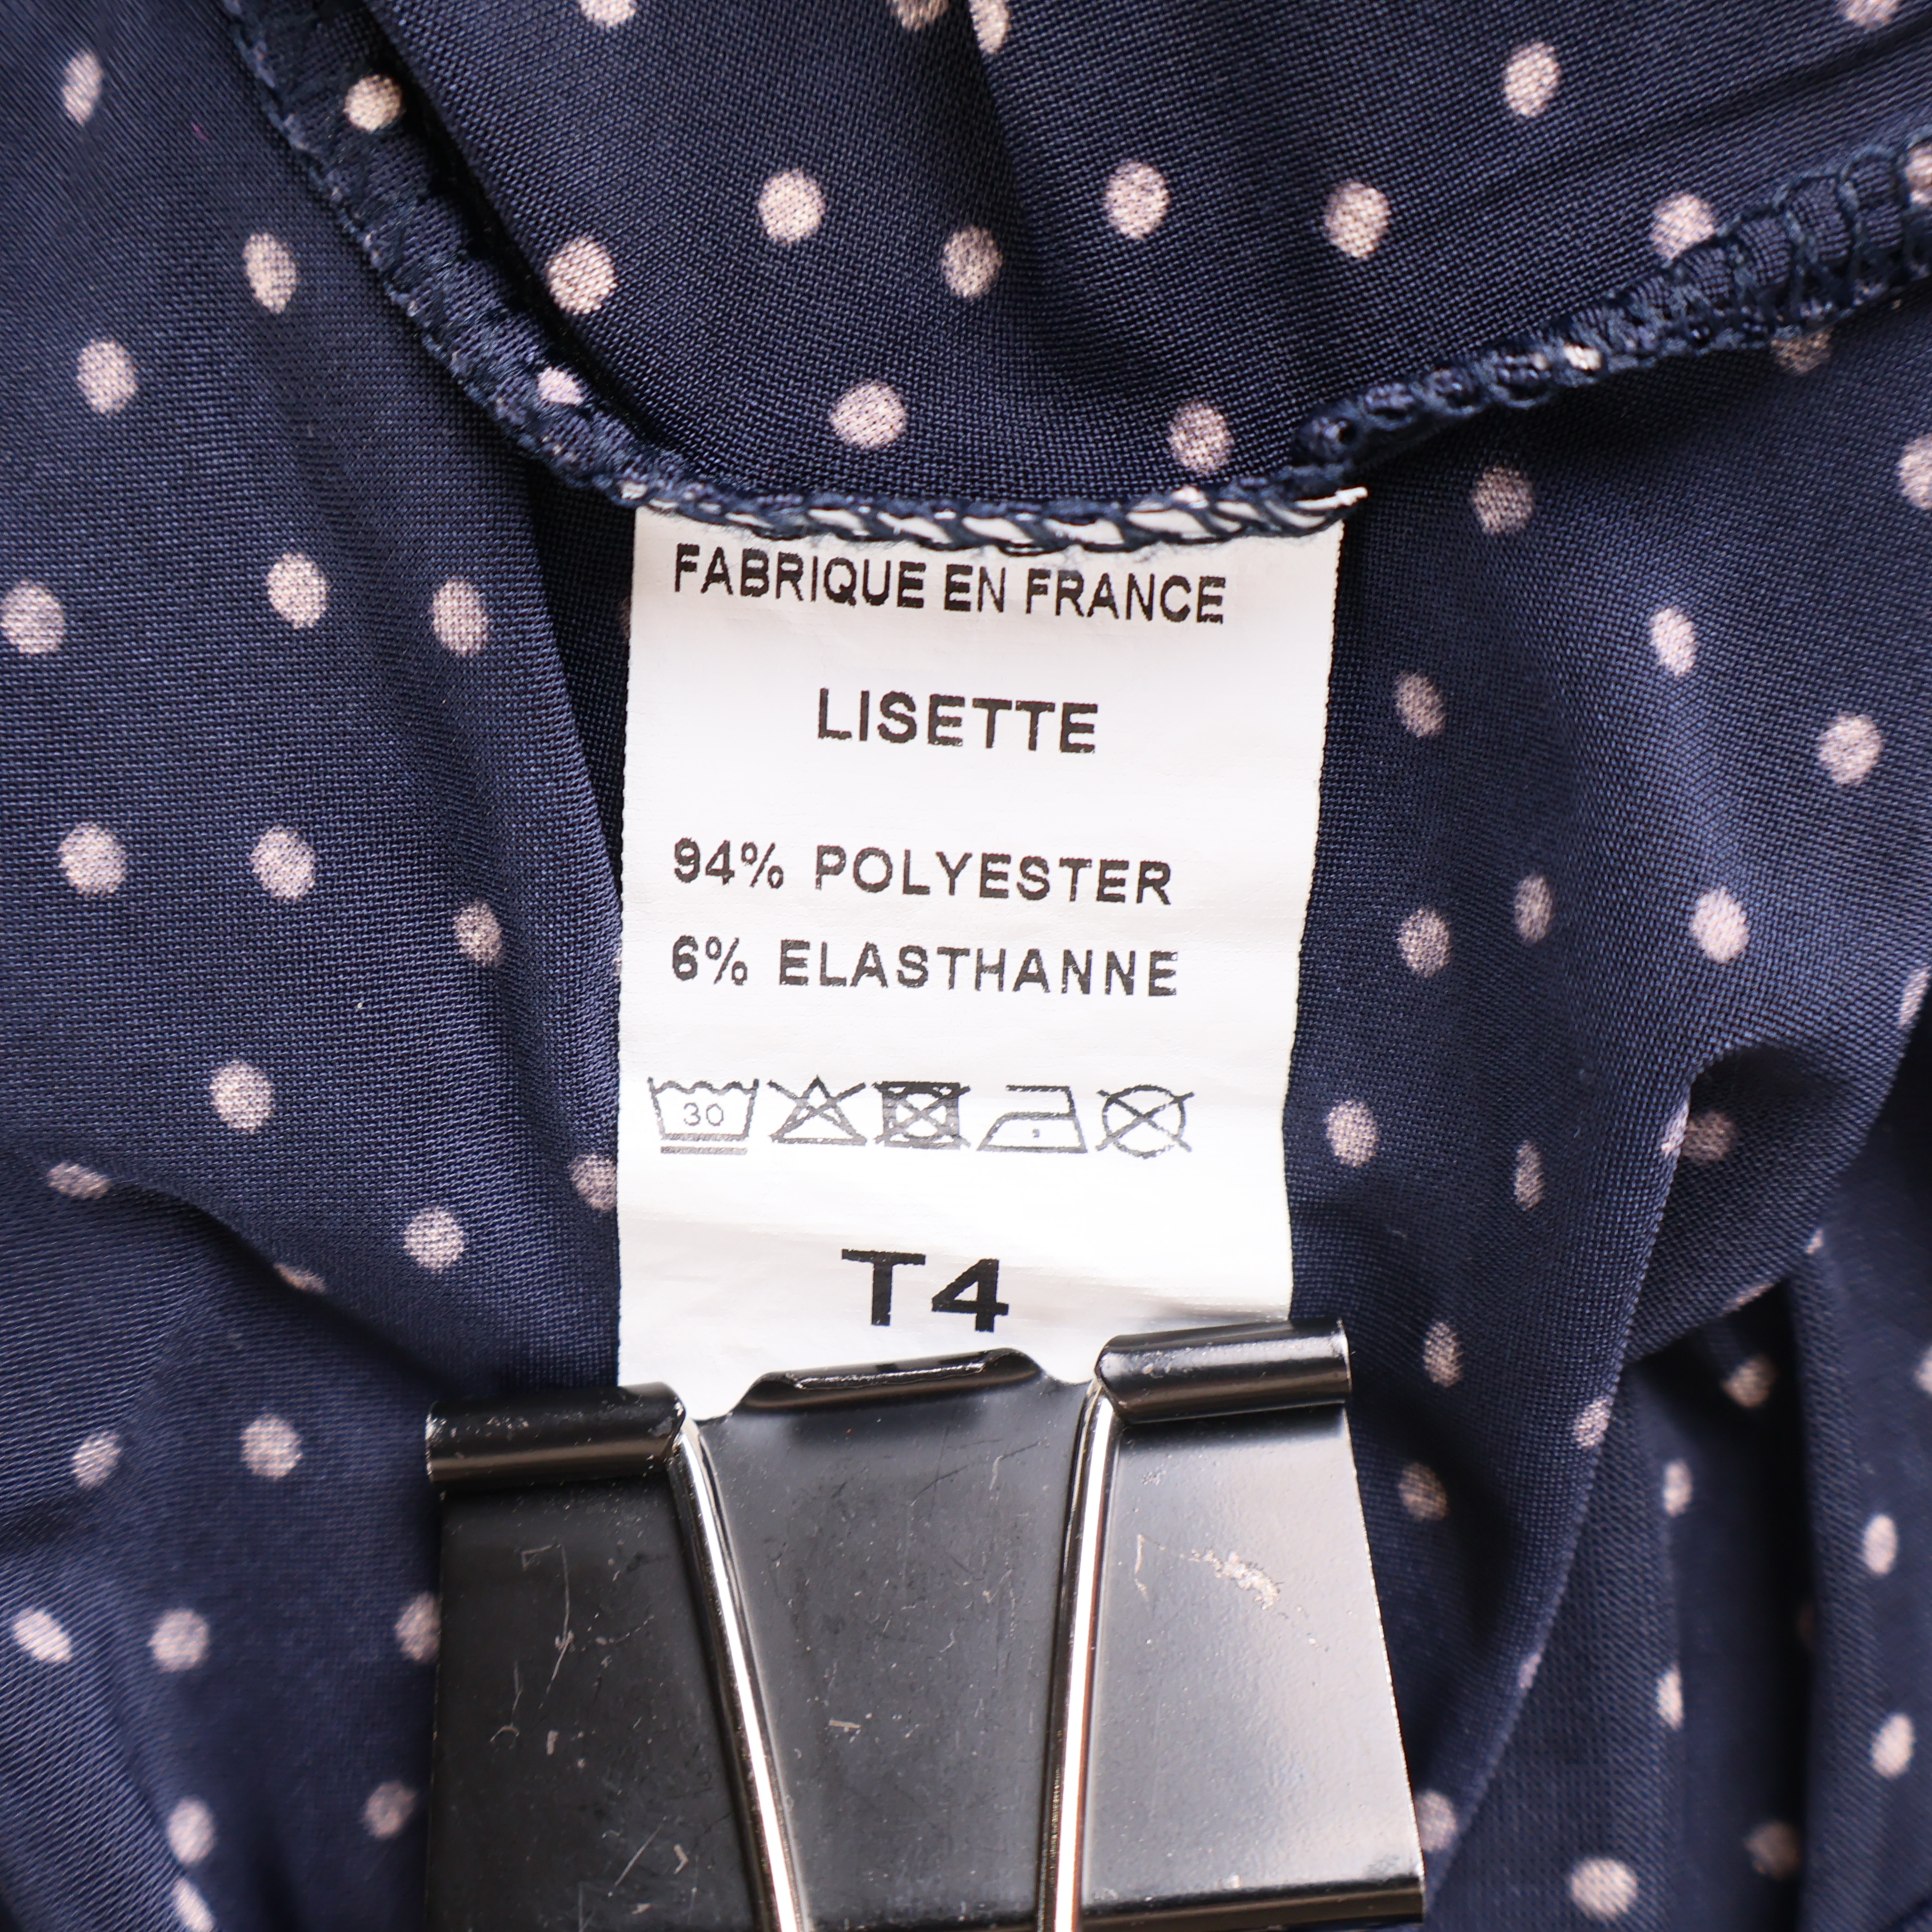 FABRIQUE EN FRANCE
LISETTE
94% POLYESTER
6% ELASTHANNE
30
T4